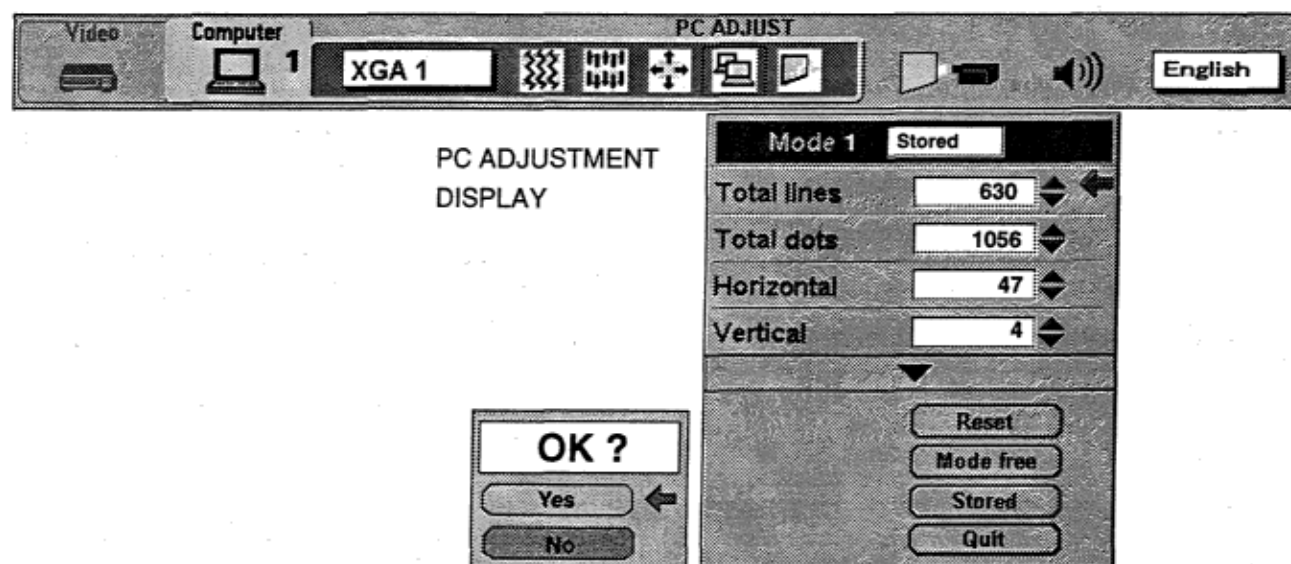 PC ADJUST
Video
Computer
1
XGA 1
English
PC ADJUSTMENT
DISPLAY
Mode 1 Stored
Total lines 630
Total dots 1056
Horizontal 47
Vertical 4
Reset
Mode free
Stored
Quit
OK ?
Yes
No